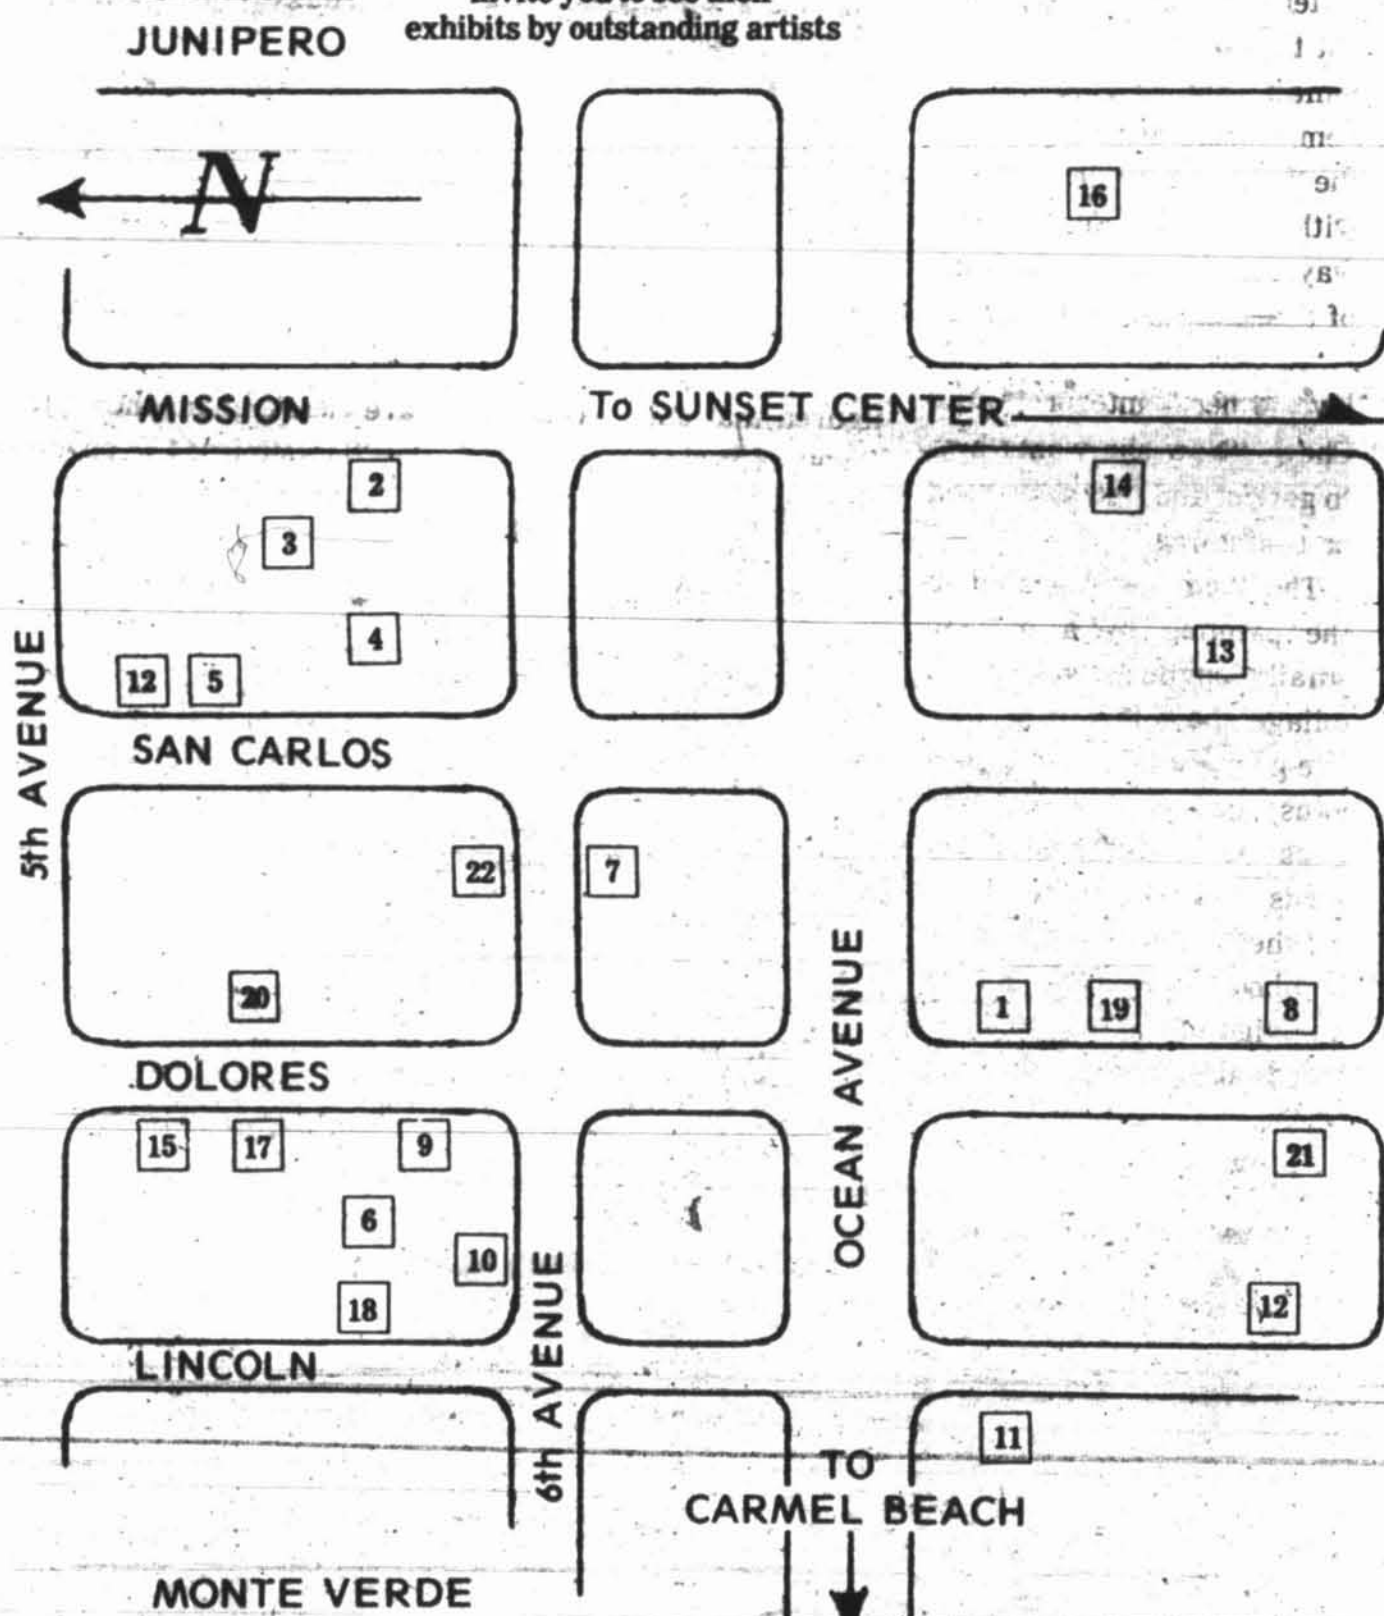 exhibits by outstanding artists
JUNIPERO
N
16
MISSION
To SUNSET CENTER
2
14
3
4
13
12 5
5th AVENUE
SAN CARLOS
22 7
20
1 19 8
OCEAN AVENUE
DOLORES
15 17 9
21
6
10
18
12
6th AVENUE
LINCOLN
11
TO
CARMEL BEACH
MONTE VERDE